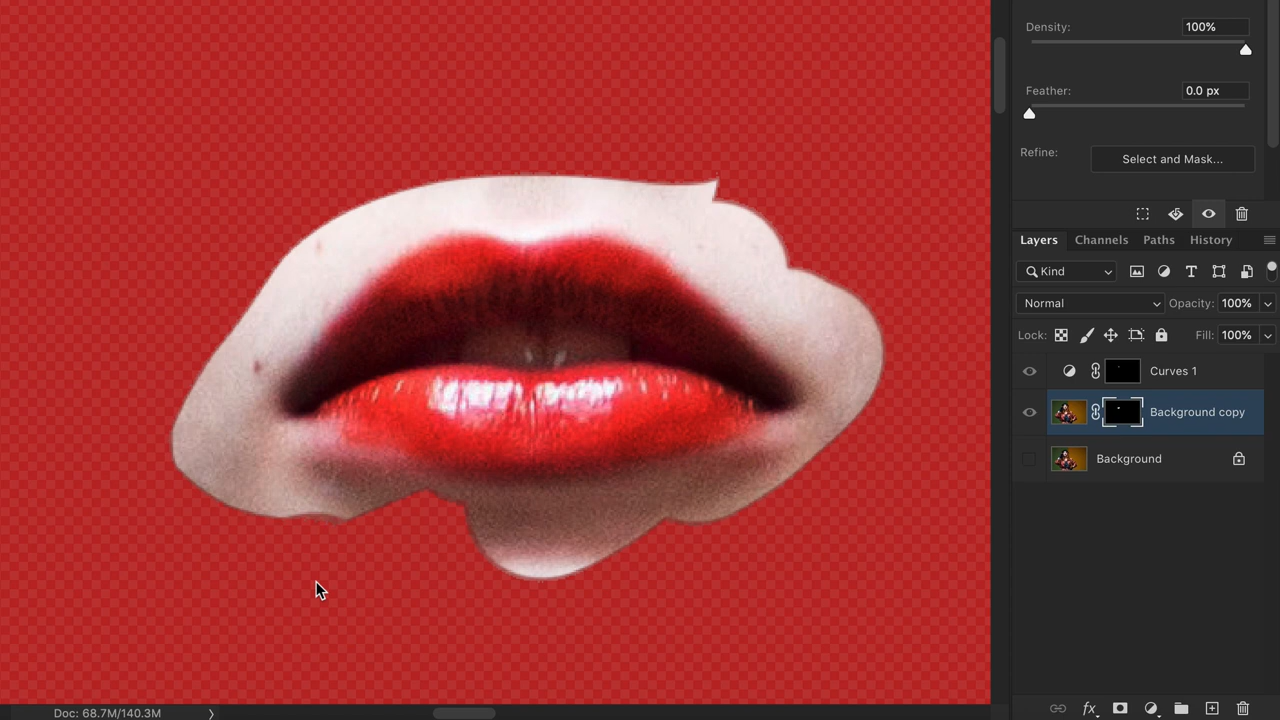 Density: 100%
Feather: 0.0 px
Refine: Select and Mask...
Layers Channels Paths History
Kind
Normal Opacity: 100%
Lock: Fill: 100%
Curves 1
Background copy
Background
Doc: 68.7M/140.3M
fx